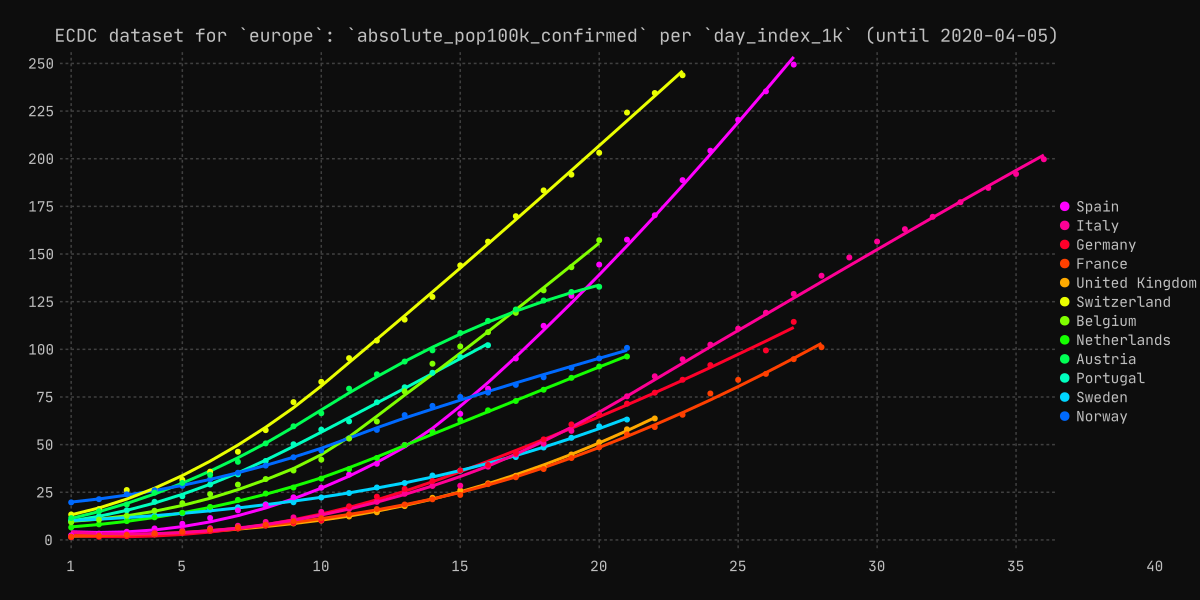 ECDC dataset for `europe`: `absolute_pop100k_confirmed` per `day_index_1k` (until 2020-04-05)
250
225
200
175
150
125
100
75
50
25
0
1 5 10 15 20 25 30 35 40
Spain
Italy
Germany
France
United Kingdom
Switzerland
Belgium
Netherlands
Austria
Portugal
Sweden
Norway